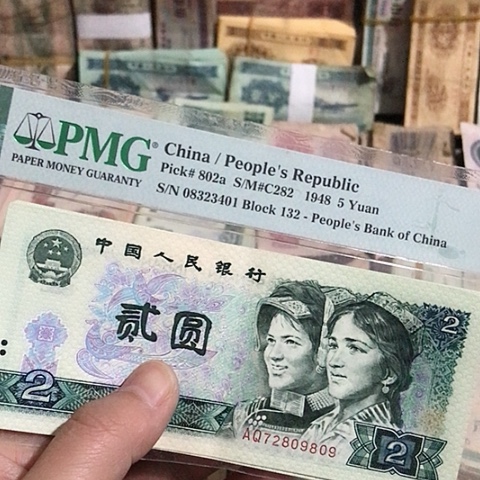 PMG®
PAPER MONEY GUARANTY
China / People's Republic
Pick# 802a S/M#C282 1948 5 Yuan
S/N 08323401 Block 132 - People's Bank of China
中国人民银行
贰圆
2
2
2
AQ72809809